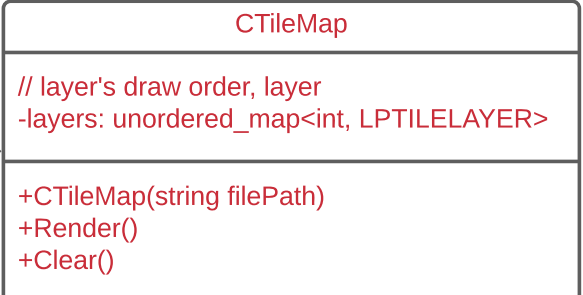 CTileMap
// layer's draw order, layer
-layers: unordered_map<int, LPTILELAYER>
+CTileMap(string filePath)
+Render()
+Clear()